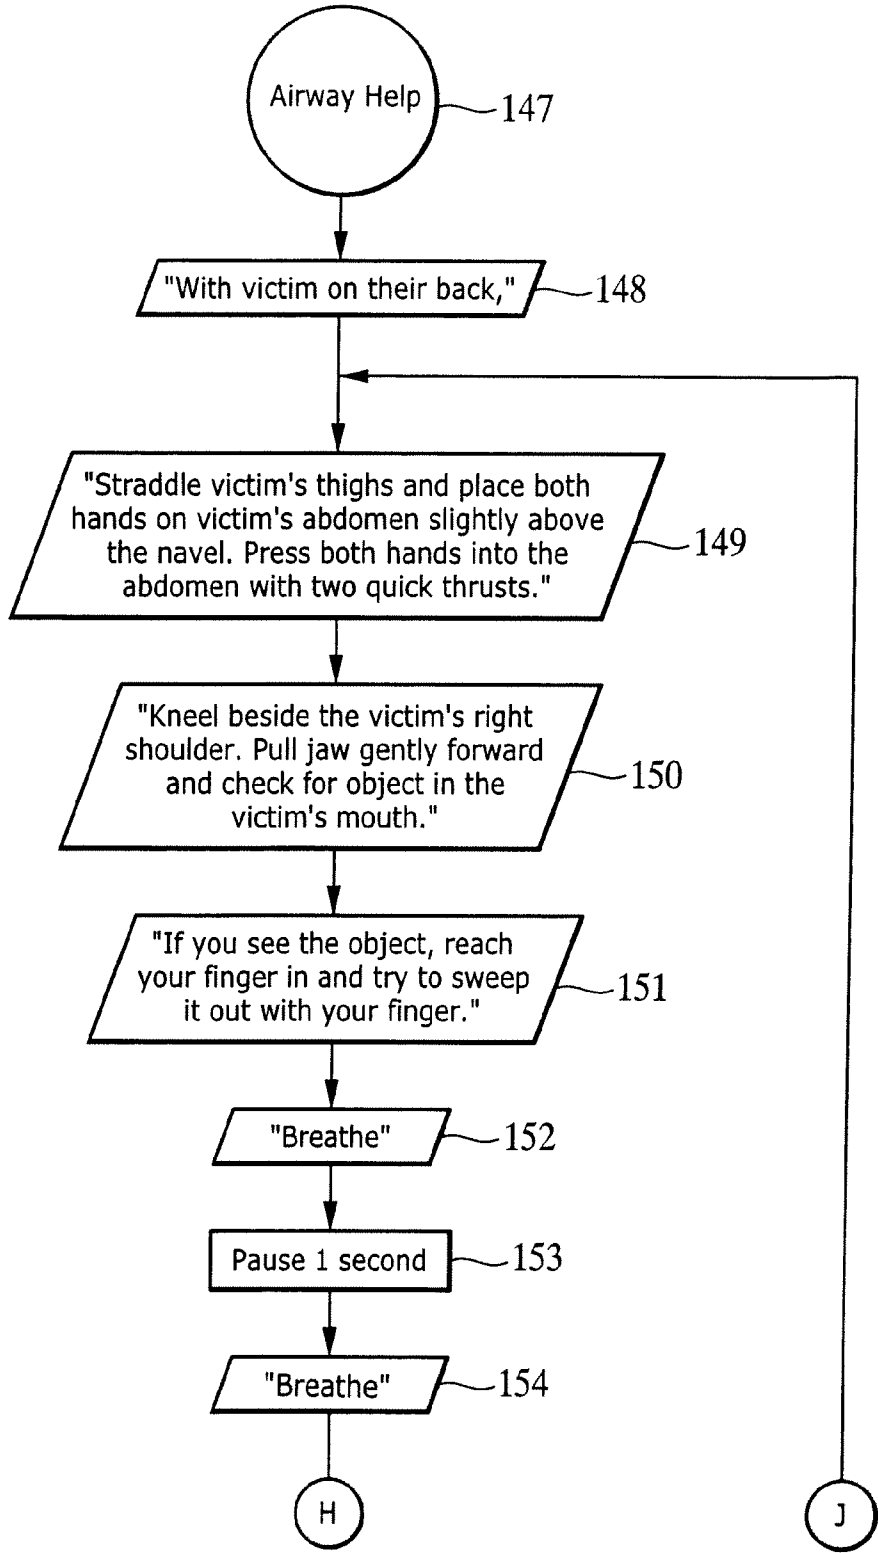 Airway Help
147
"With victim on their back,"
148
"Straddle victim's thighs and place both
hands on victim's abdomen slightly above
the navel. Press both hands into the
abdomen with two quick thrusts."
149
"Kneel beside the victim's right
shoulder. Pull jaw gently forward
and check for object in the
victim's mouth."
150
"If you see the object, reach
your finger in and try to sweep
it out with your finger."
151
"Breathe"
152
Pause 1 second
153
"Breathe"
154
H
J